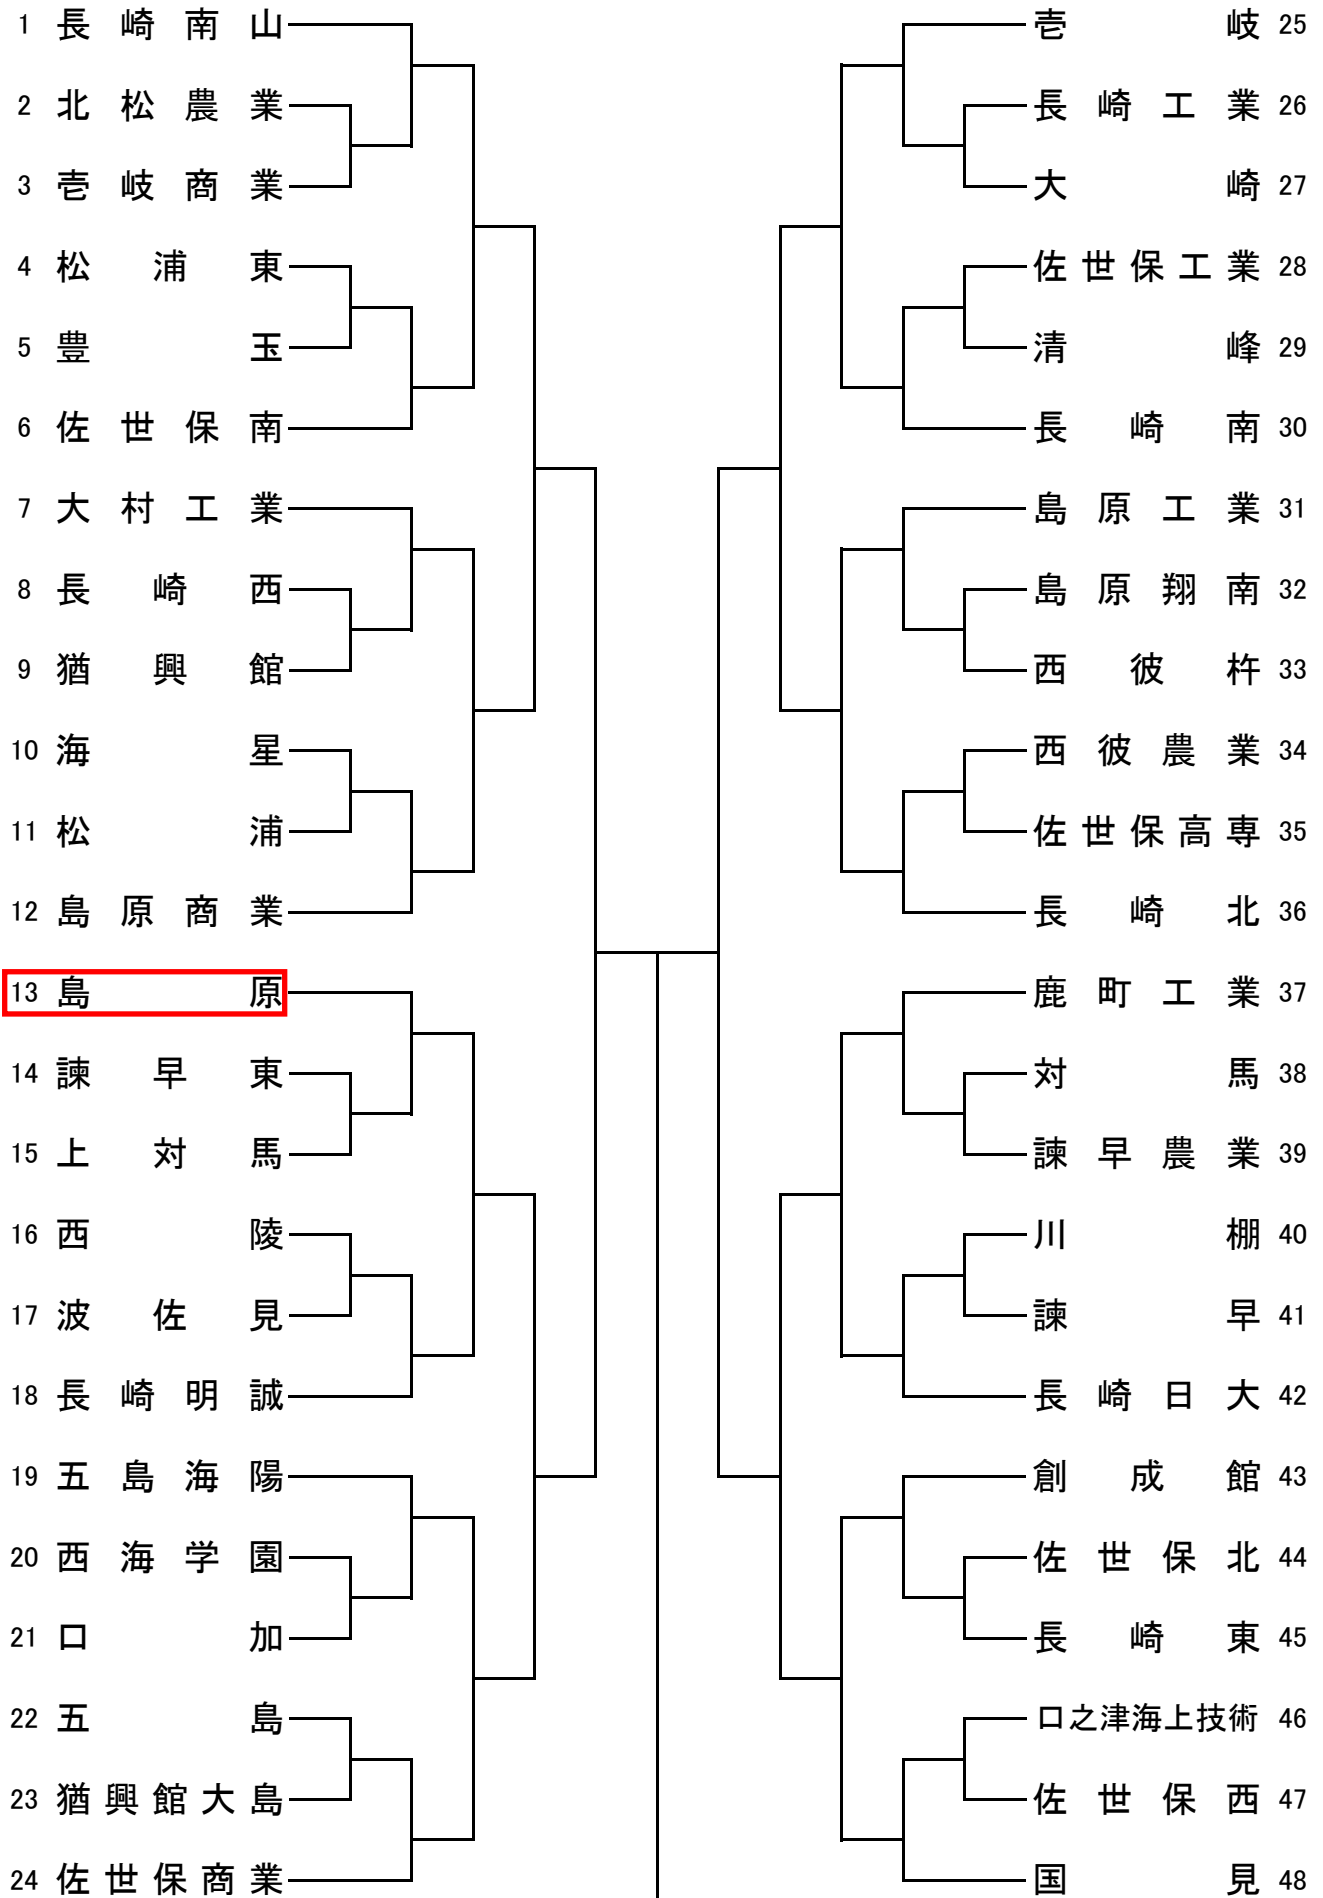 1 長崎南山
2 北松農業
3 壱岐商業
4 松浦東
5 豊玉
6 佐世保南
7 大村工業
8 長崎西
9 猶興館
10 海星
11 松浦
12 島原商業
13 島原
14 諫早東
15 上対馬
16 西陵
17 波佐見
18 長崎明誠
19 五島海陽
20 西海学園
21 口加
22 五島
23 猶興館大島
24 佐世保商業
壱岐 25
長崎工業 26
大崎 27
佐世保工業 28
清峰 29
長崎南 30
島原工業 31
島原翔南 32
西彼杵 33
西彼農業 34
佐世保高専 35
長崎北 36
鹿町工業 37
対馬 38
諫早農業 39
川棚 40
諫早 41
長崎日大 42
創成館 43
佐世保北 44
長崎東 45
口之津海上技術 46
佐世保西 47
国見 48